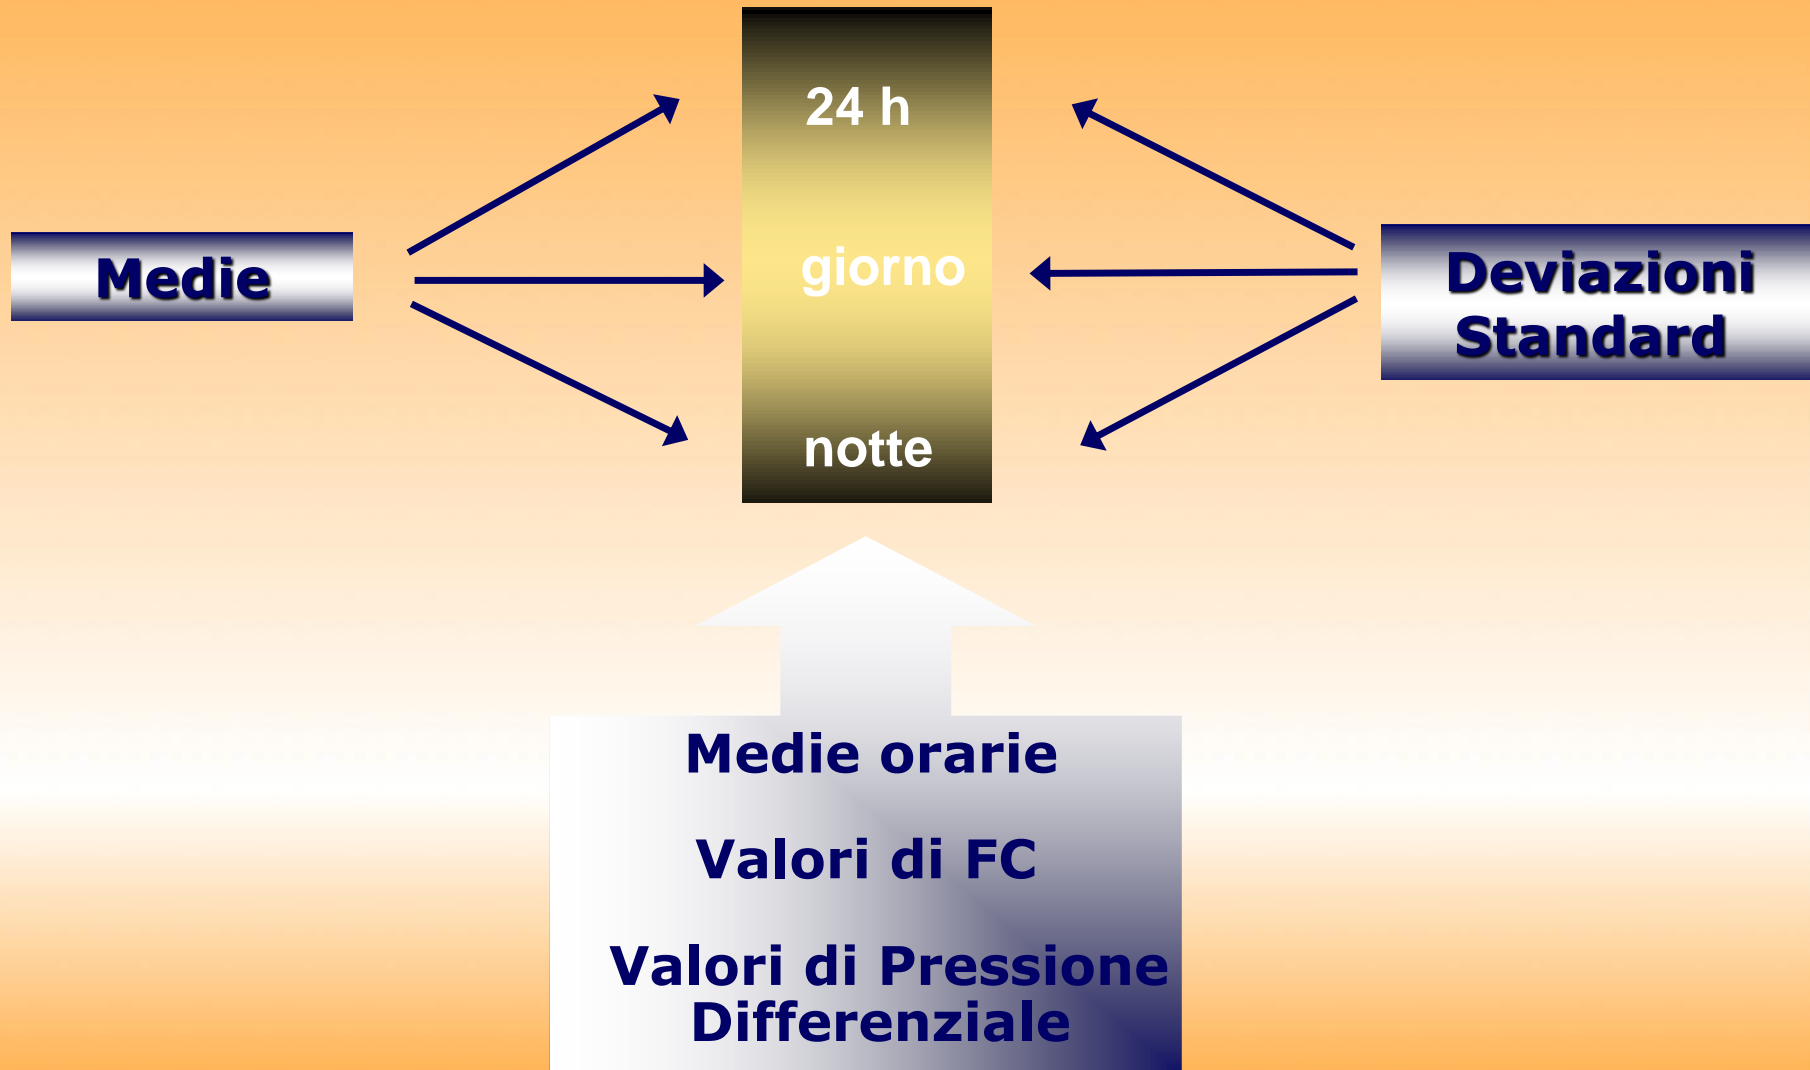 24 h
Medie
giorno
Deviazioni
Standard
notte
Medie orarie
Valori di FC
Valori di Pressione
Differenziale